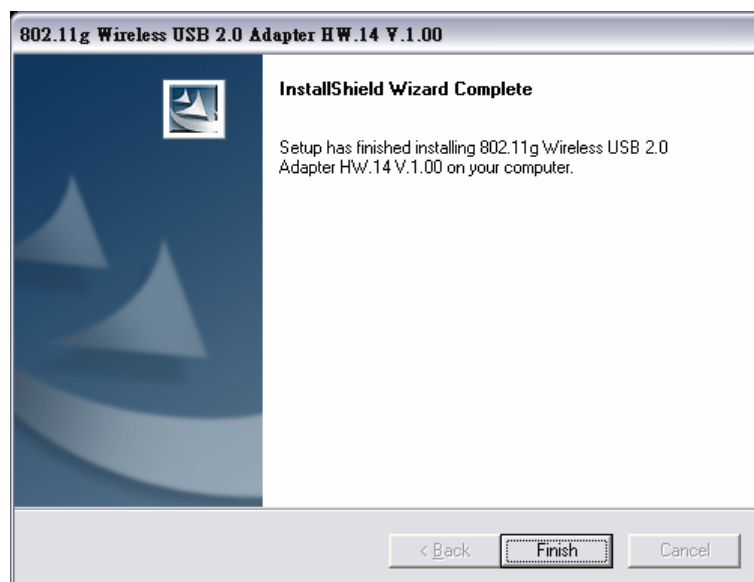 802.11g Wireless USB 2.0 Adapter HW.14 V.1.00
InstallShield Wizard Complete
Setup has finished installing 802.11g Wireless USB 2.0
Adapter HW.14 V.1.00 on your computer.
< Back Finish Cancel